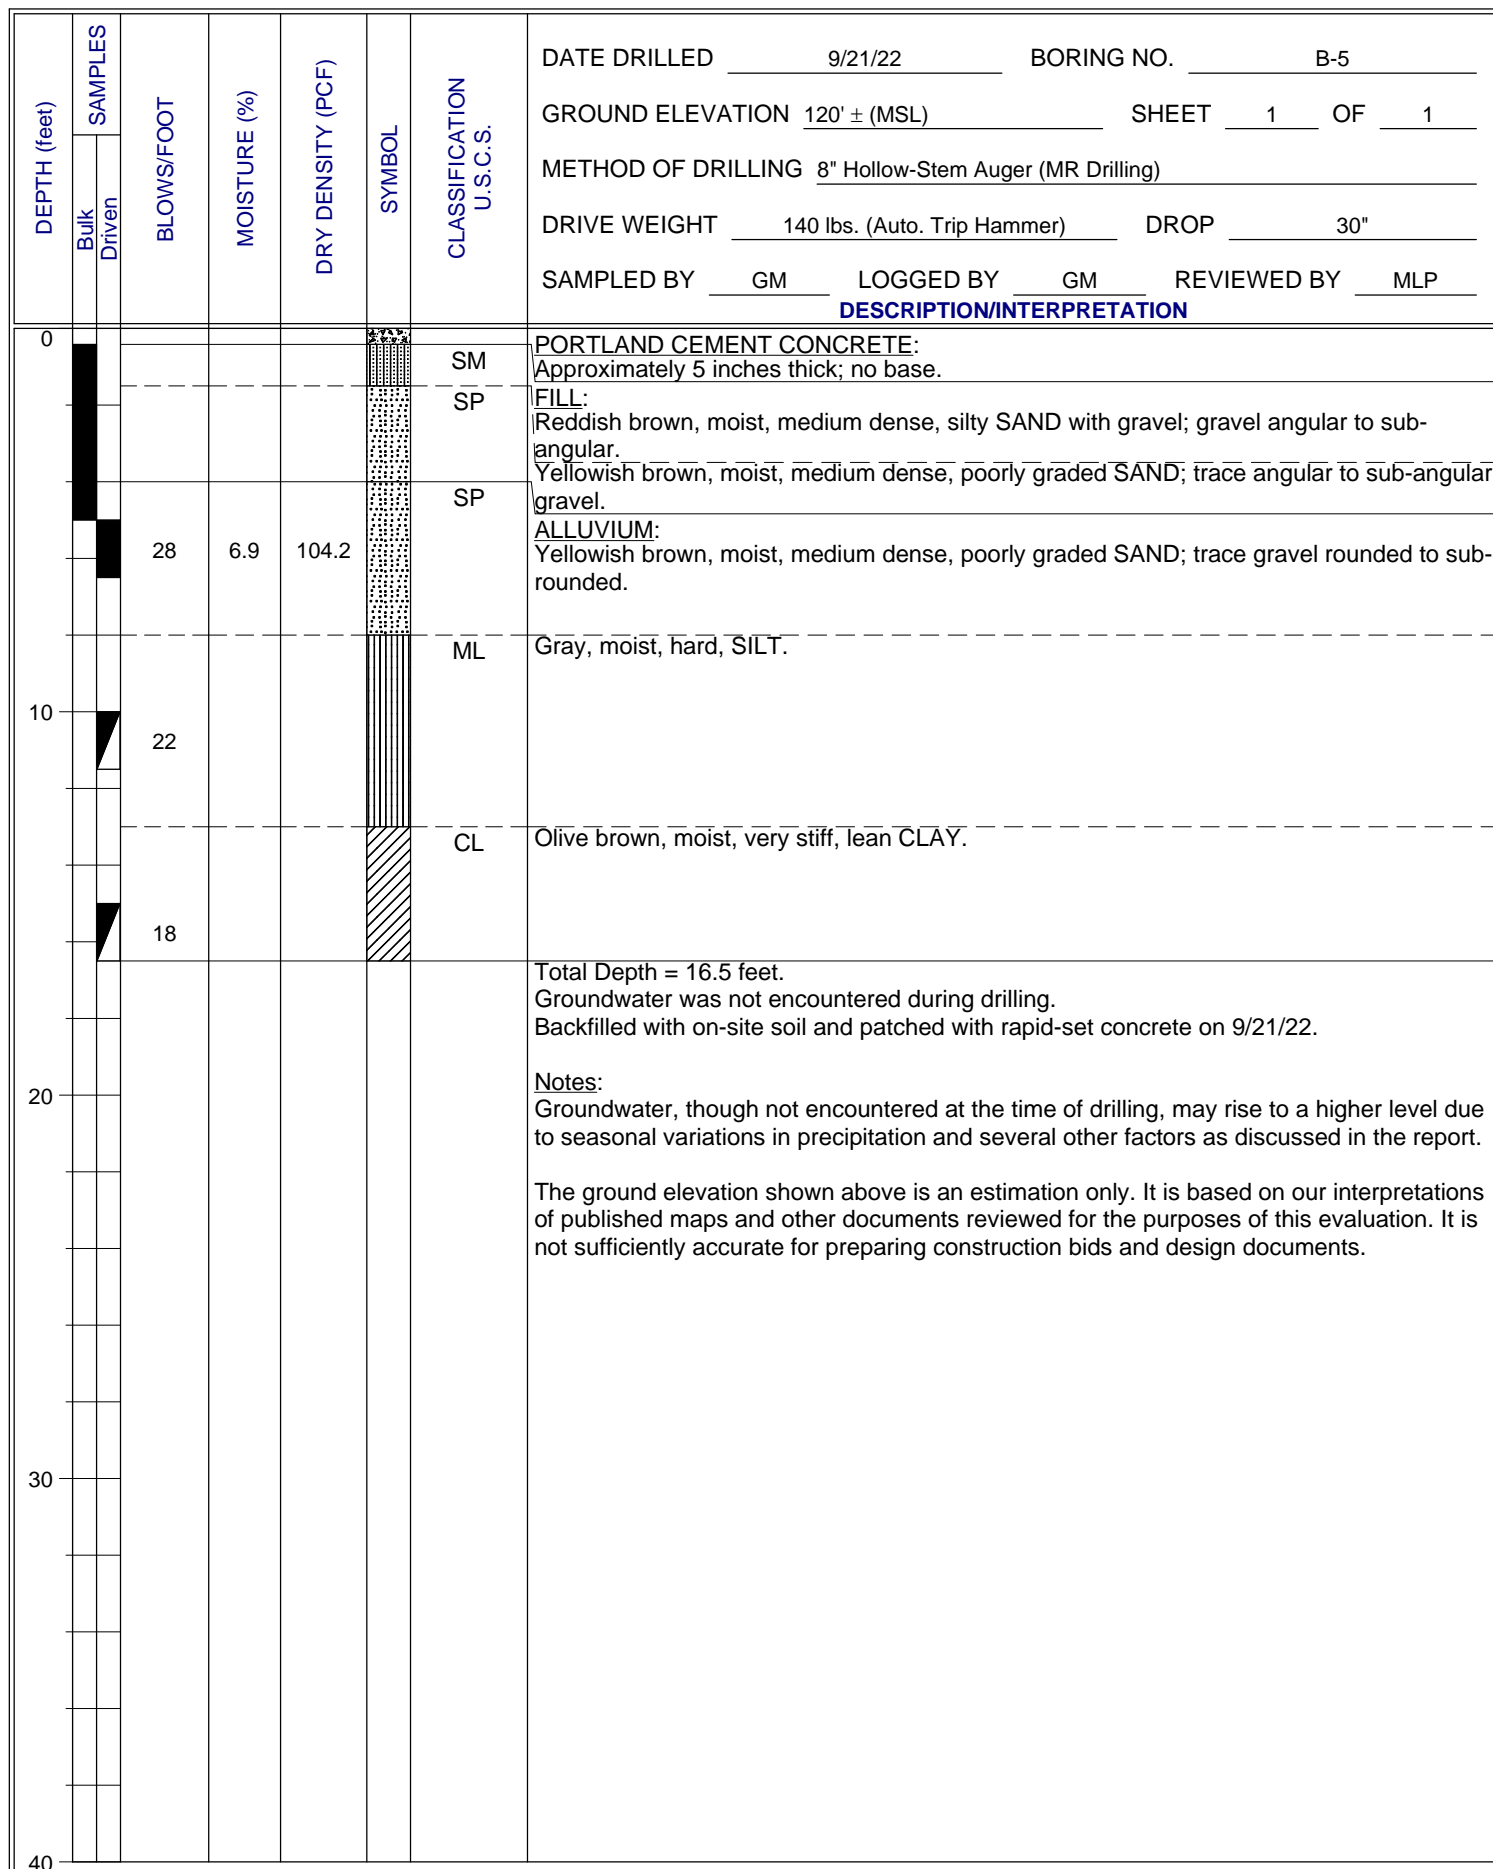 DEPTH (feet)
SAMPLES
Bulk
Driven
BLOWS/FOOT
MOISTURE (%)
DRY DENSITY (PCF)
SYMBOL
CLASSIFICATION
U.S.C.S.
DATE DRILLED 9/21/22 BORING NO. B-5
GROUND ELEVATION 120' ± (MSL) SHEET 1 OF 1
METHOD OF DRILLING 8" Hollow-Stem Auger (MR Drilling)
DRIVE WEIGHT 140 lbs. (Auto. Trip Hammer) DROP 30"
SAMPLED BY GM LOGGED BY GM REVIEWED BY MLP
DESCRIPTION/INTERPRETATION
0
PORTLAND CEMENT CONCRETE:
SM
Approximately 5 inches thick; no base.
SP
FILL:
Reddish brown, moist, medium dense, silty SAND with gravel; gravel angular to sub-
angular.
Yellowish brown, moist, medium dense, poorly graded SAND; trace angular to sub-angular
SP
gravel.
ALLUVIUM:
28 6.9 104.2
Yellowish brown, moist, medium dense, poorly graded SAND; trace gravel rounded to sub-
rounded.
ML Gray, moist, hard, SILT.
10
22
CL Olive brown, moist, very stiff, lean CLAY.
18
Total Depth = 16.5 feet.
Groundwater was not encountered during drilling.
Backfilled with on-site soil and patched with rapid-set concrete on 9/21/22.
Notes:
20
Groundwater, though not encountered at the time of drilling, may rise to a higher level due
to seasonal variations in precipitation and several other factors as discussed in the report.
The ground elevation shown above is an estimation only. It is based on our interpretations
of published maps and other documents reviewed for the purposes of this evaluation. It is
not sufficiently accurate for preparing construction bids and design documents.
30
40